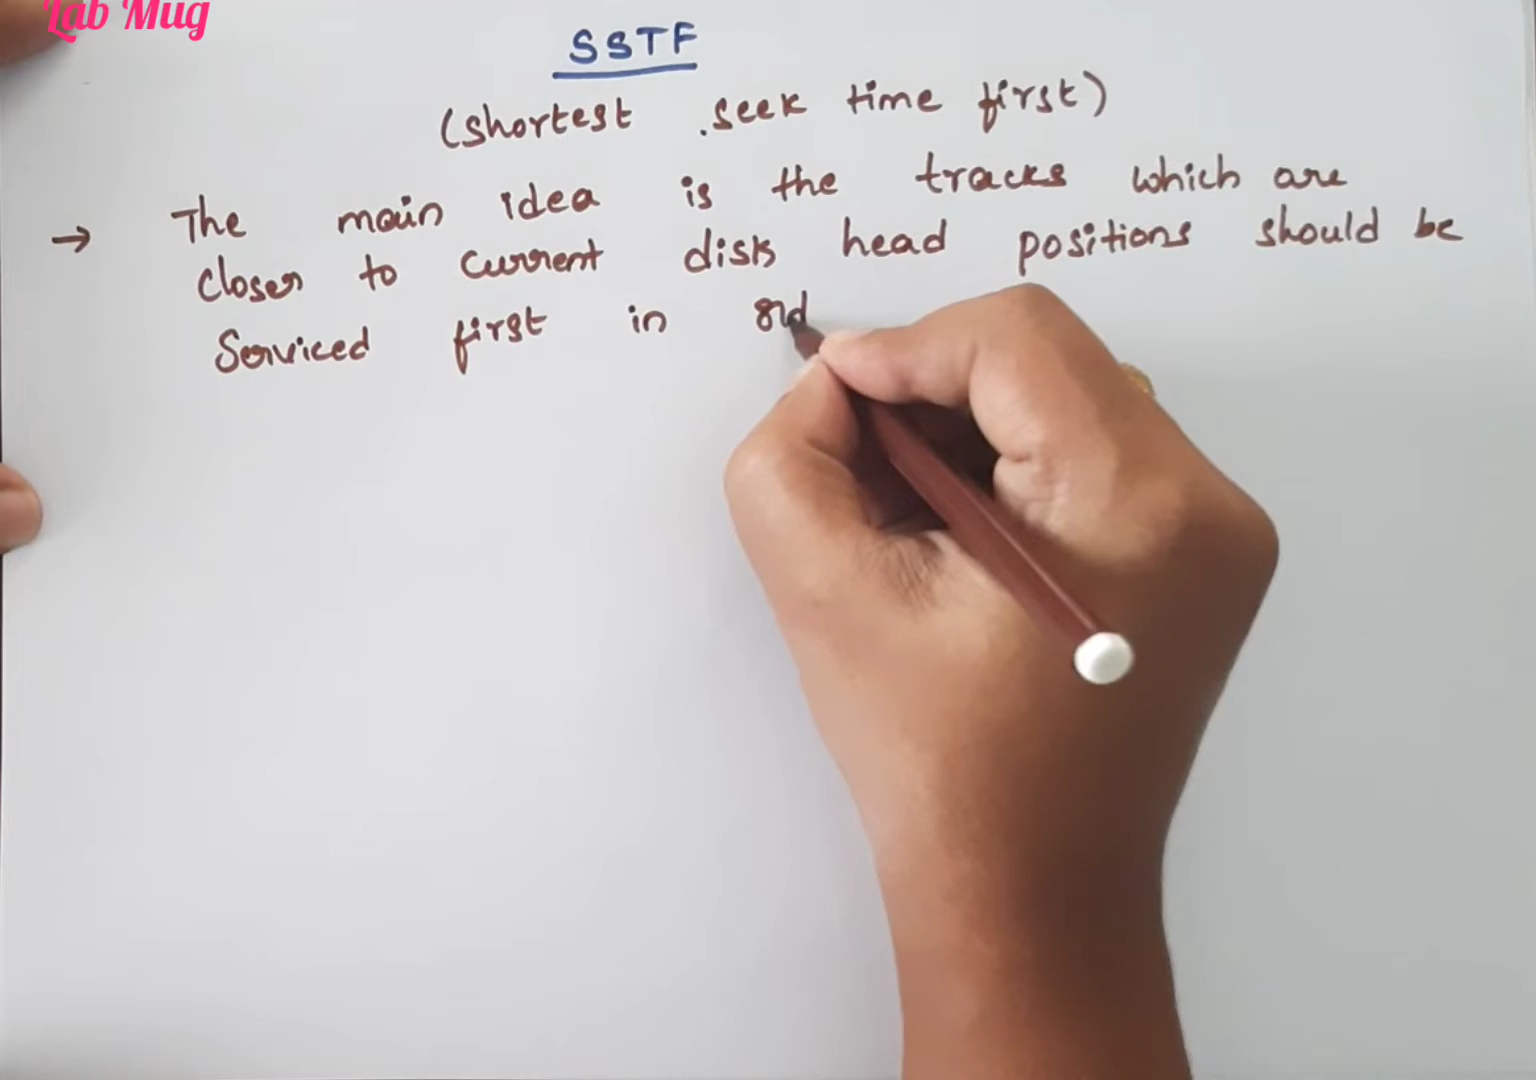 Lab Mug
SSTF
(shortest .seek time first)
→ The main idea is the tracks which are
closer to current disk head positions should be
Serviced first in ord